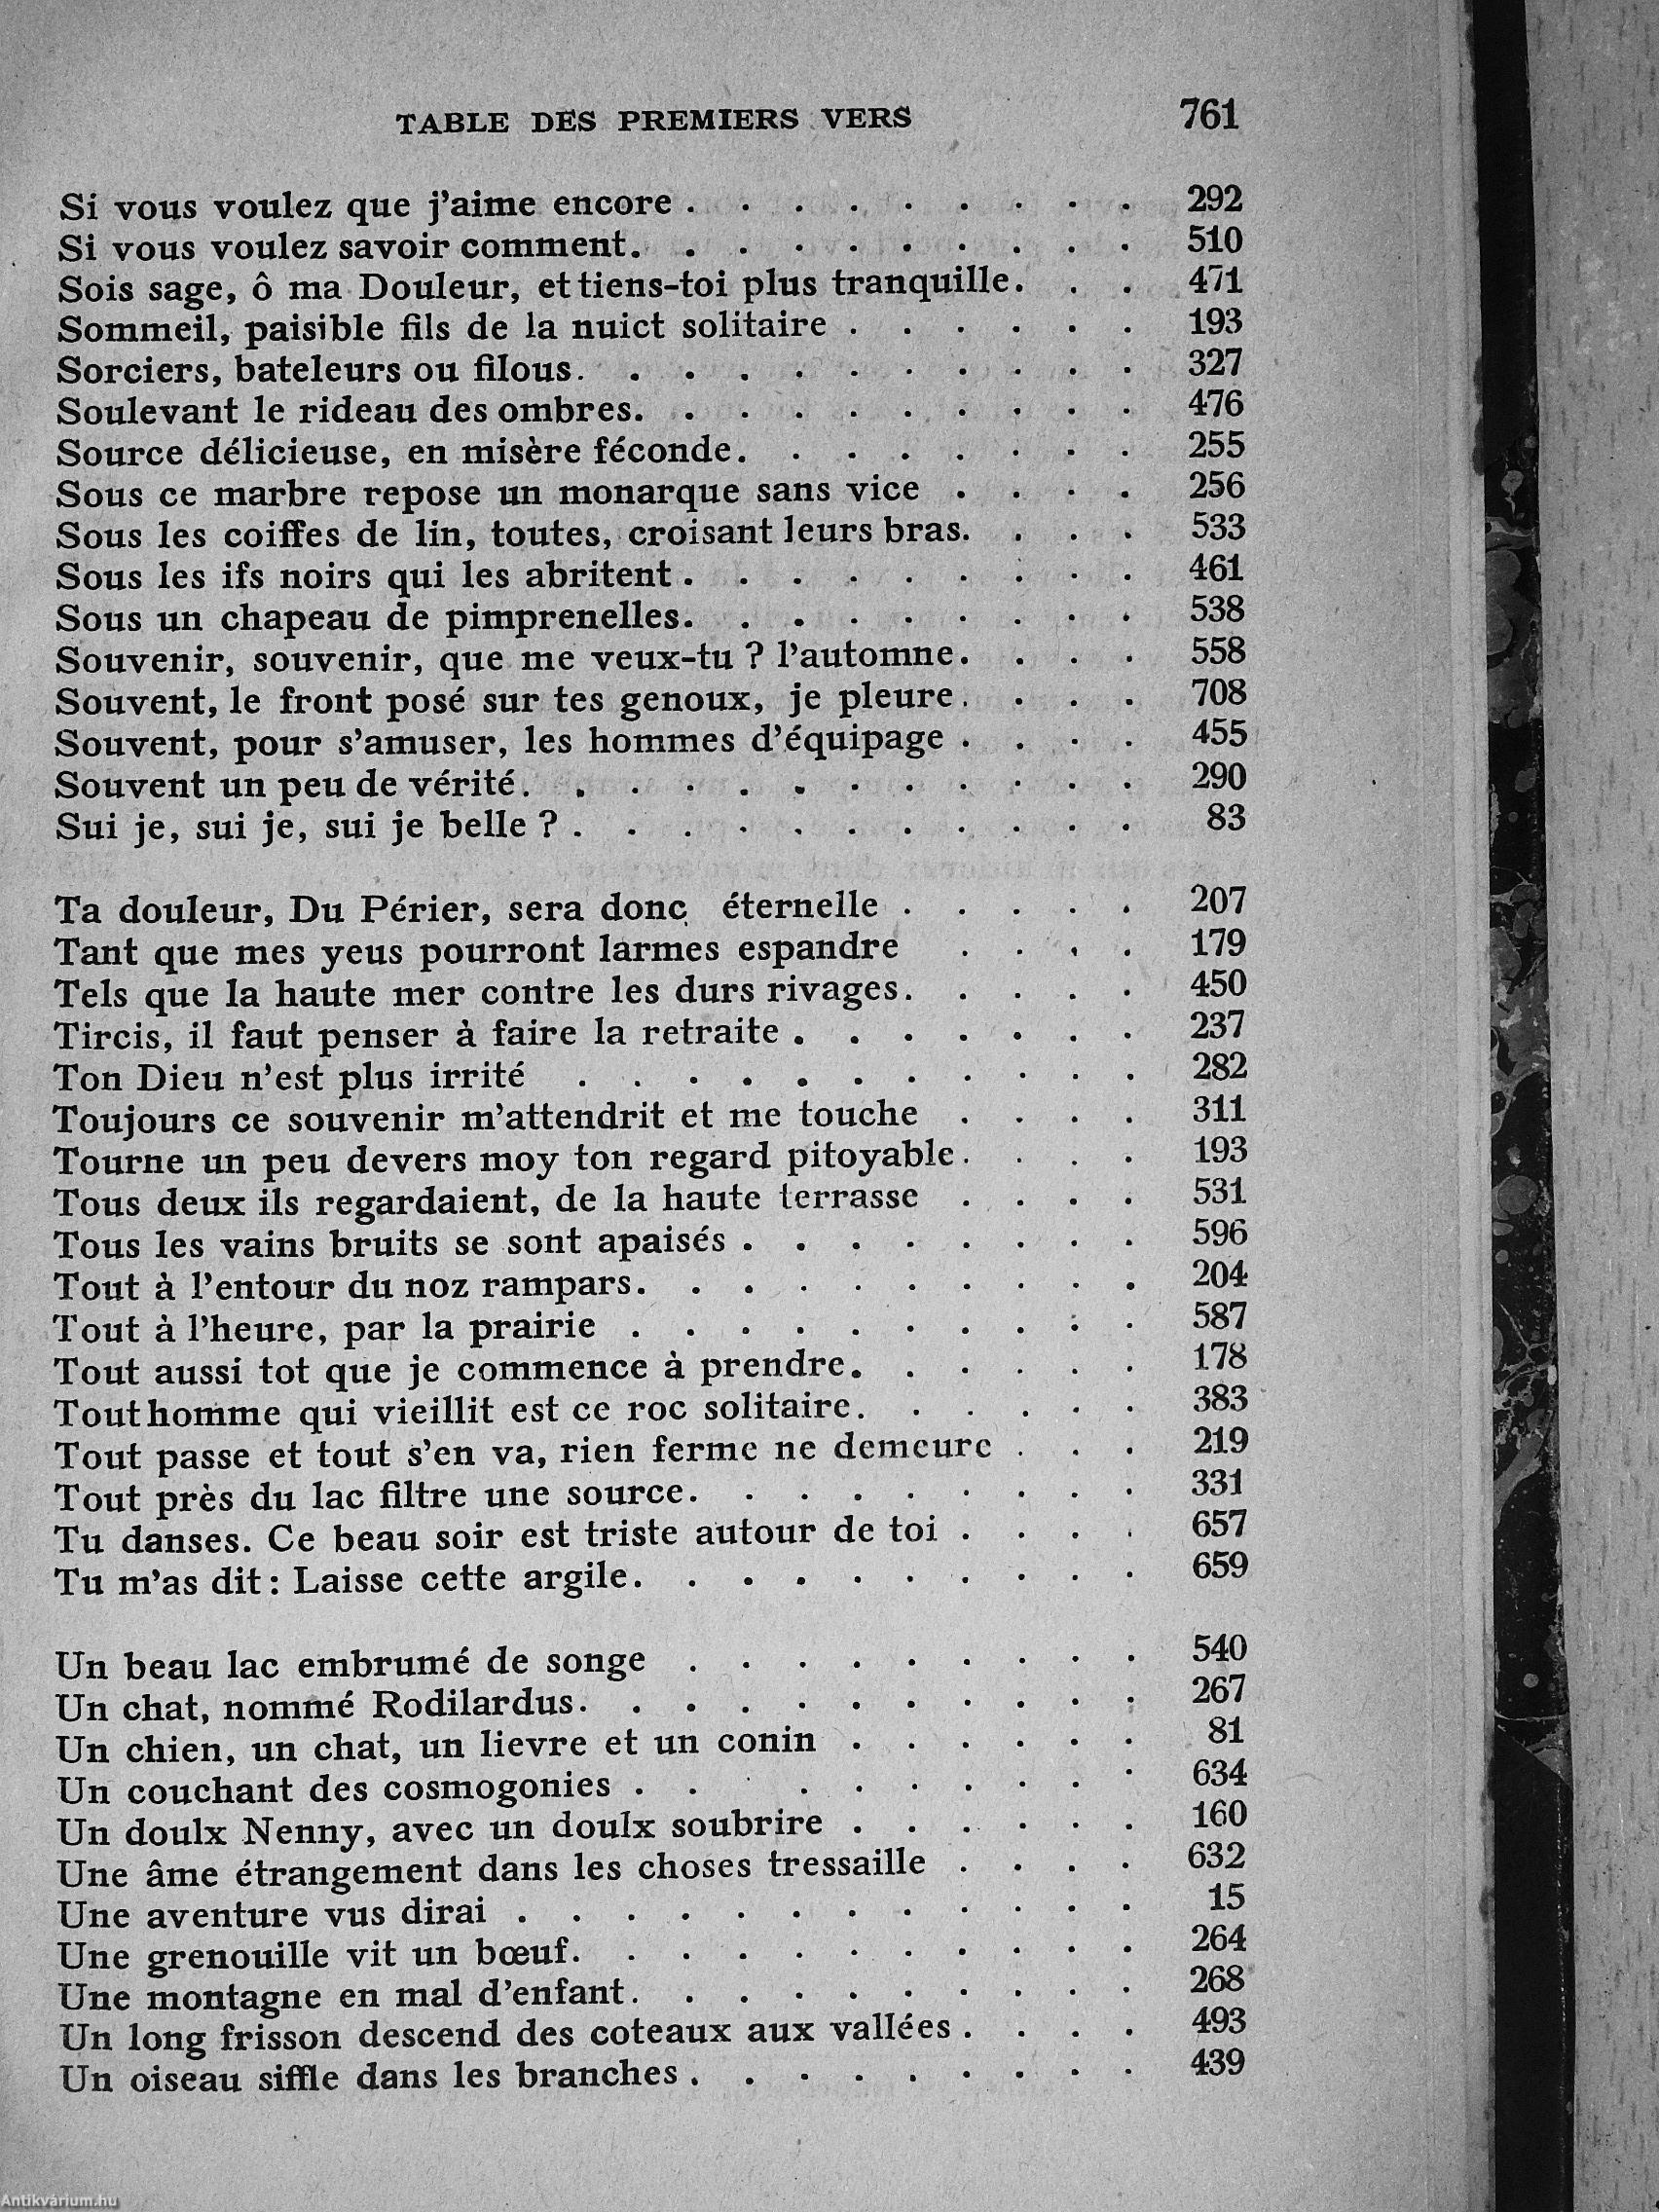 TABLE DES PREMIERS VERS 761
Si vous voulez que j'aime encore . . . . . . . . . 292
Si vous voulez savoir comment. . . . . . . . . . 510
Sois sage, ô ma Douleur, et tiens-toi plus tranquille. . . 471
Sommeil, paisible fils de la nuict solitaire . . . . . . 193
Sorciers, bateleurs ou filous. . . . . . . . . . . 327
Soulevant le rideau des ombres. . . . . . . . . . 476
Source délicieuse, en misère féconde. . . . . . . . 255
Sous ce marbre repose un monarque sans vice . . . . 256
Sous les coiffes de lin, toutes, croisant leurs bras. . . . 533
Sous les ifs noirs qui les abritent . . . . . . . . . 461
Sous un chapeau de pimprenelles. . . . . . . . . 538
Souvenir, souvenir, que me veux-tu ? l'automne. . . . 558
Souvent, le front posé sur tes genoux, je pleure. . . . 708
Souvent, pour s'amuser, les hommes d'équipage . . . . 455
Souvent un peu de vérité. . . . . . . . . . . . 290
Sui je, sui je, sui je belle ? . . . . . . . . . . . 83
Ta douleur, Du Périer, sera donc éternelle . . . . . 207
Tant que mes yeus pourront larmes espandre . . . . 179
Tels que la haute mer contre les durs rivages. . . . . 450
Tircis, il faut penser à faire la retraite . . . . . . . 237
Ton Dieu n'est plus irrité . . . . . . . . . . . 282
Toujours ce souvenir m'attendrit et me touche . . . . 311
Tourne un peu devers moy ton regard pitoyable. . . . 193
Tous deux ils regardaient, de la haute terrasse . . . . 531
Tous les vains bruits se sont apaisés . . . . . . . . 596
Tout à l'entour du noz rampars. . . . . . . . . . 204
Tout à l'heure, par la prairie . . . . . . . . . . 587
Tout aussi tot que je commence à prendre. . . . . . 178
Tout homme qui vieillit est ce roc solitaire. . . . . . 383
Tout passe et tout s'en va, rien ferme ne demeure . . . 219
Tout près du lac filtre une source. . . . . . . . . 331
Tu danses. Ce beau soir est triste autour de toi . . . . 657
Tu m'as dit : Laisse cette argile. . . . . . . . . . 659
Un beau lac embrumé de songe . . . . . . . . . 540
Un chat, nommé Rodilardus. . . . . . . . . . . 267
Un chien, un chat, un lievre et un conin . . . . . . 81
Un couchant des cosmogonies . . . . . . . . . 634
Un doulx Nenny, avec un doulx soubrire . . . . . . 160
Une âme étrangement dans les choses tressaille . . . . 632
Une aventure vus dirai . . . . . . . . . . . . 15
Une grenouille vit un bœuf. . . . . . . . . . . 264
Une montagne en mal d'enfant. . . . . . . . . . 268
Un long frisson descend des coteaux aux vallées . . . . 493
Un oiseau siffle dans les branches . . . . . . . . . 439
Antikvárium.hu